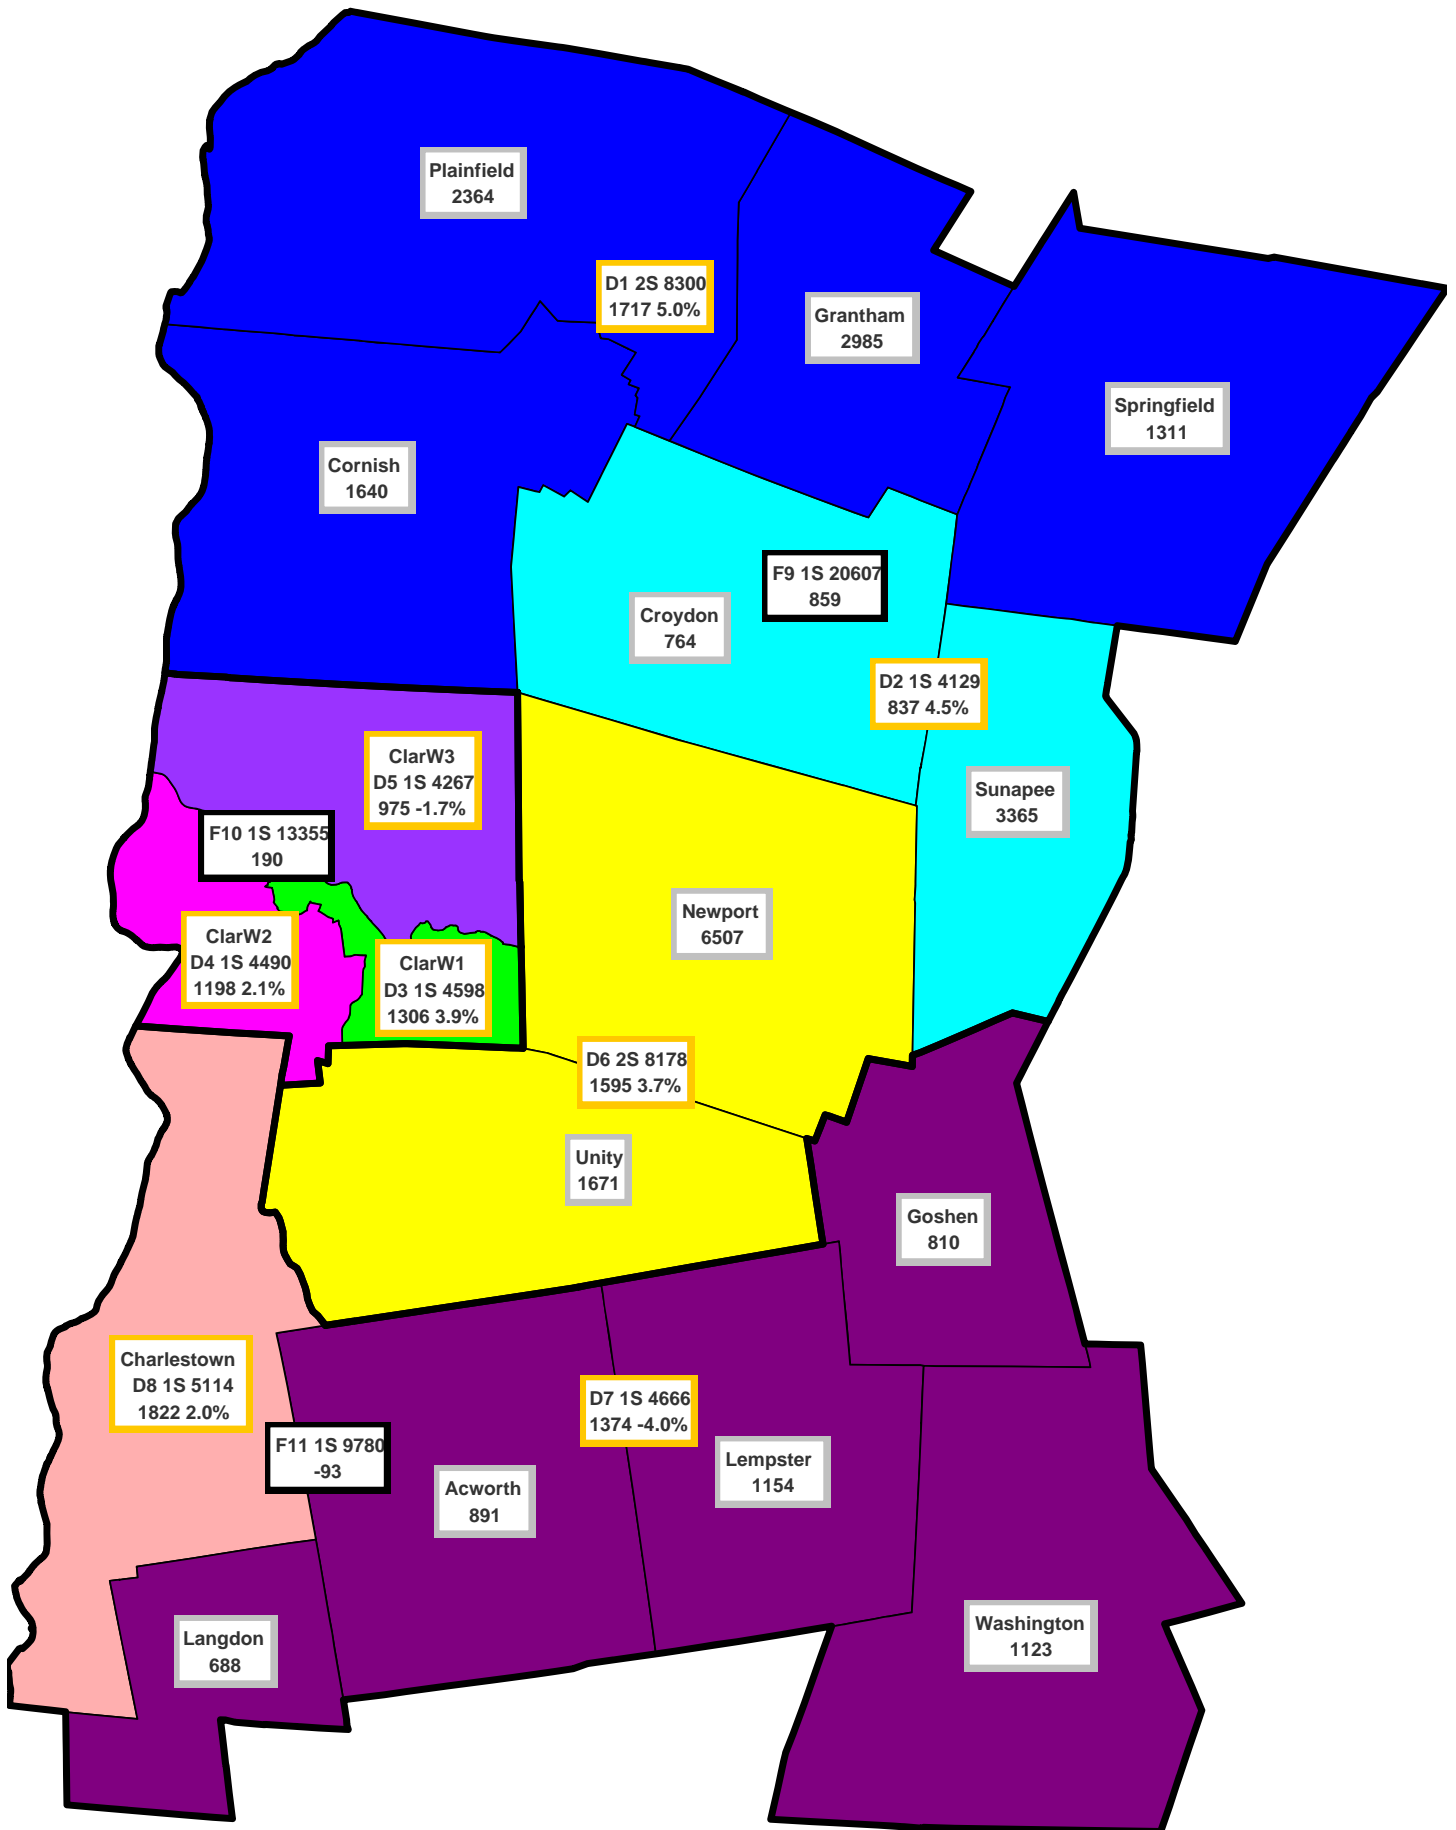 Plainfield
2364
D1 2S 8300
1717 5.0%
Grantham
2985
Springfield
1311
Cornish
1640
F9 1S 20607
859
Croydon
764
D2 1S 4129
837 4.5%
ClarW3
D5 1S 4267
975 -1.7%
Sunapee
3365
F10 1S 13355
190
Newport
6507
ClarW2
D4 1S 4490
1198 2.1%
ClarW1
D3 1S 4598
1306 3.9%
D6 2S 8178
1595 3.7%
Unity
1671
Goshen
810
Charlestown
D8 1S 5114
1822 2.0%
D7 1S 4666
1374 -4.0%
F11 1S 9780
-93
Lempster
1154
Acworth
891
Langdon
688
Washington
1123